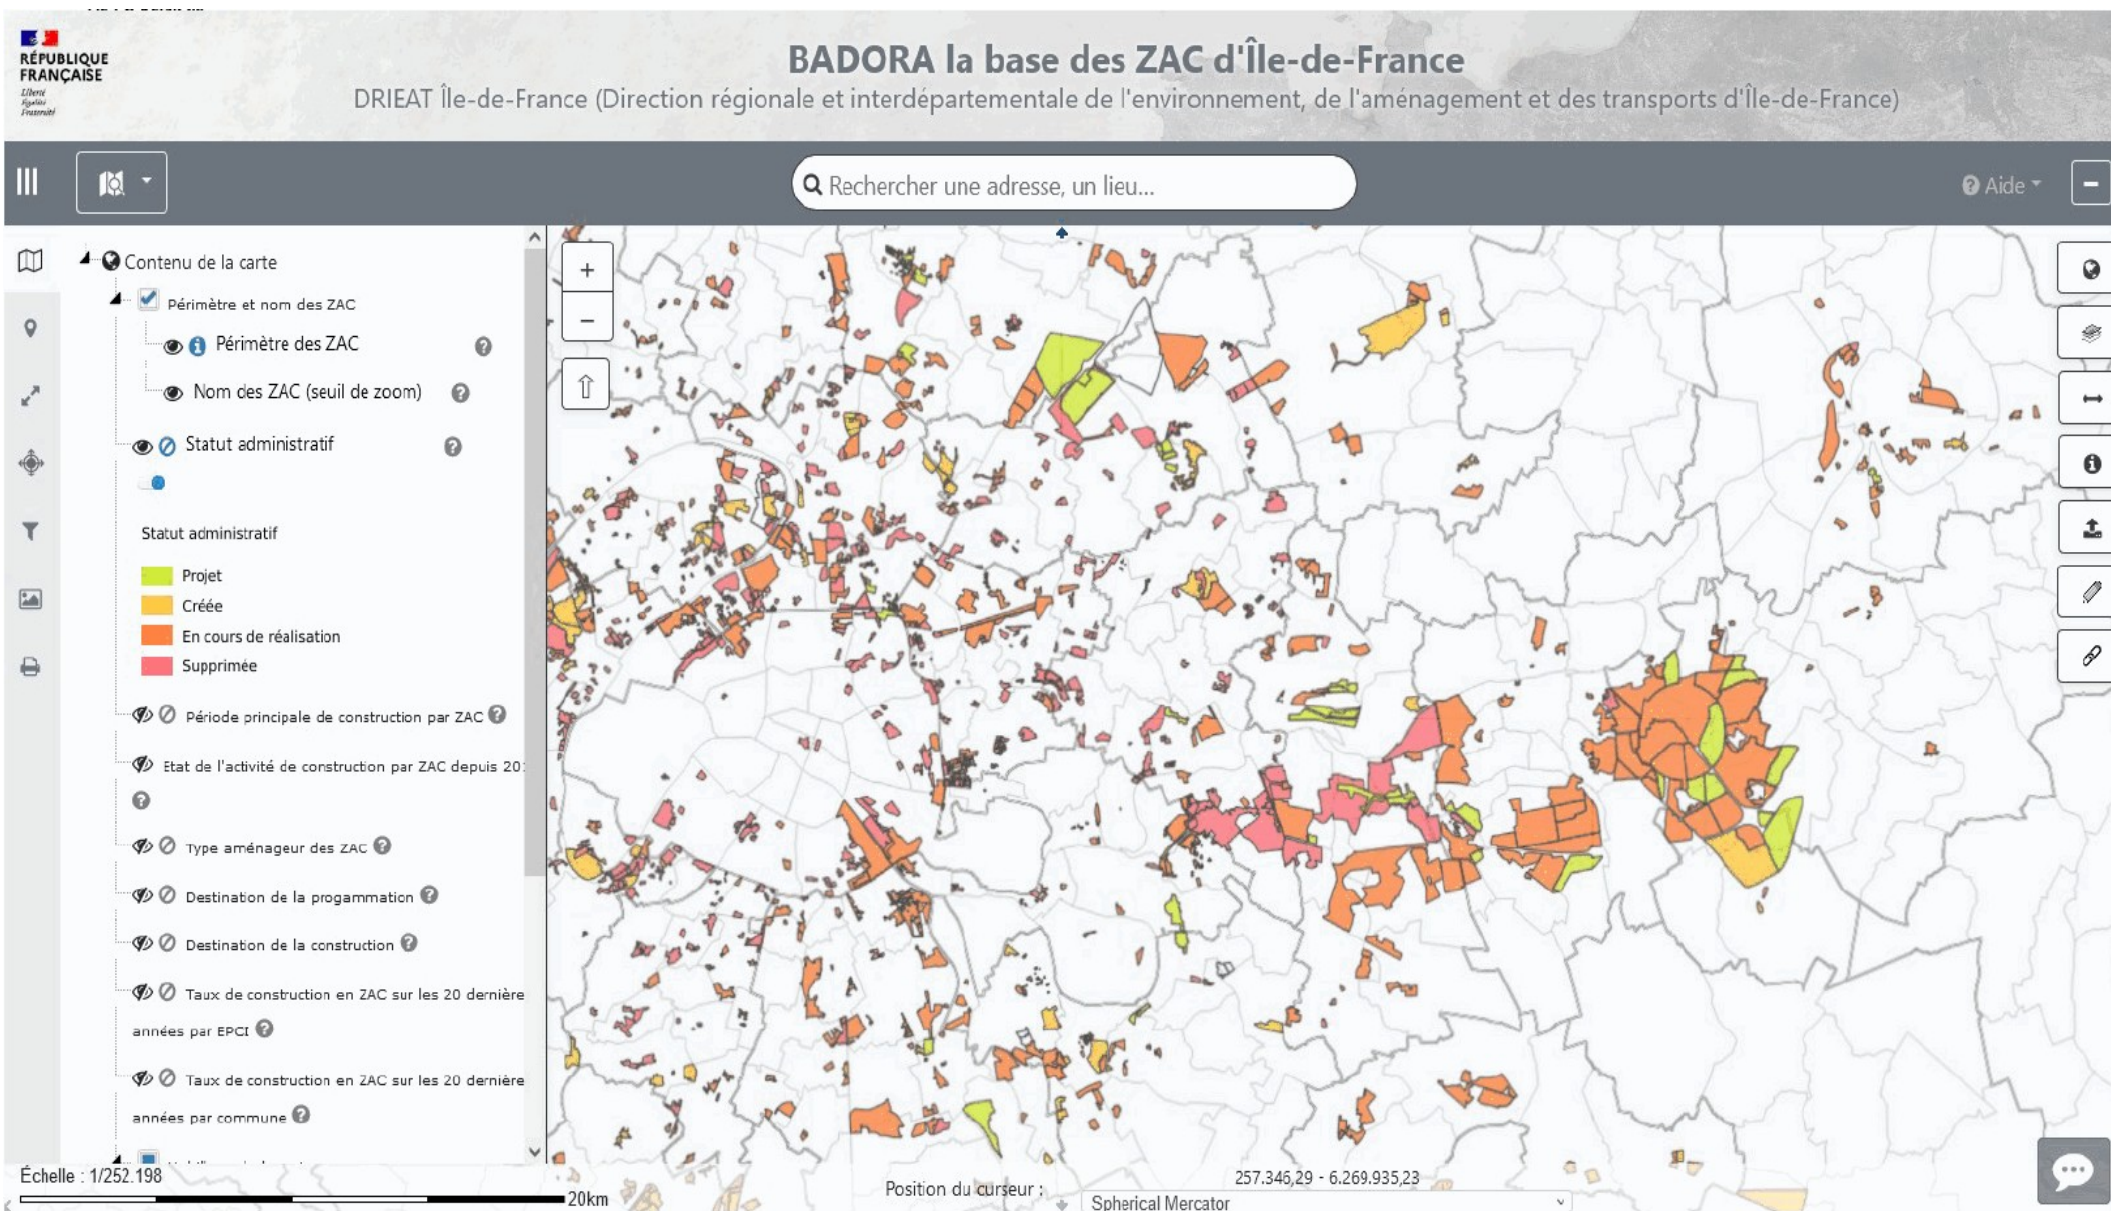 RÉPUBLIQUE
FRANÇAISE
Liberté
Égalité
Fraternité
BADORA la base des ZAC d'Île-de-France
DRIEAT Île-de-France (Direction régionale et interdépartementale de l'environnement, de l'aménagement et des transports d'Île-de-France)
Rechercher une adresse, un lieu...
Aide
Contenu de la carte
Périmètre et nom des ZAC
Périmètre des ZAC
Nom des ZAC (seuil de zoom)
Statut administratif
Statut administratif
Projet
Créée
En cours de réalisation
Supprimée
Période principale de construction par ZAC
Etat de l'activité de construction par ZAC depuis 20
Type aménageur des ZAC
Destination de la progammation
Destination de la construction
Taux de construction en ZAC sur les 20 dernière
années par EPCI
Taux de construction en ZAC sur les 20 dernière
années par commune
Échelle : 1/252.198
20km
Position du curseur :
257.346,29 - 6.269.935,23
Spherical Mercator